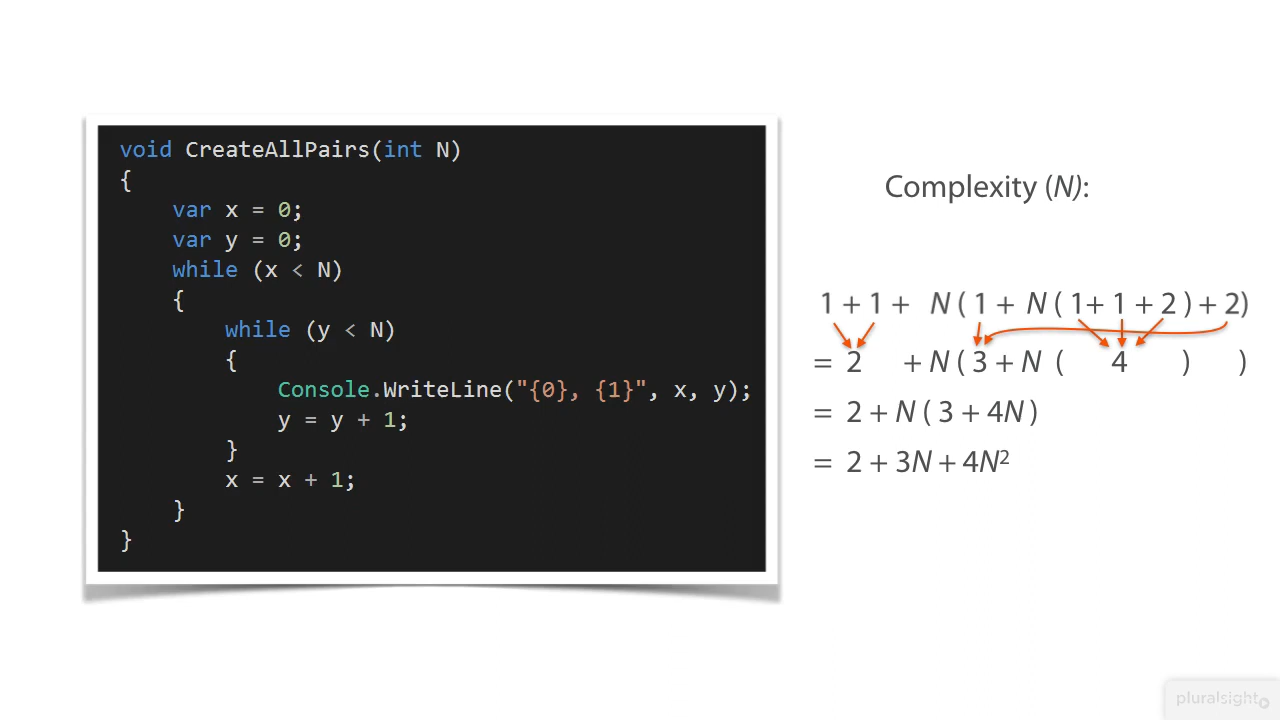 void CreateAllPairs(int N)
{
    var x = 0;
    var y = 0;
    while (x < N)
    {
        while (y < N)
        {
            Console.WriteLine("{0}, {1}", x, y);
            y = y + 1;
        }
        x = x + 1;
    }
}
Complexity (N):
1 + 1 + N ( 1 + N ( 1 + 1 + 2 ) + 2)
= 2 + N ( 3 + N ( 4 ) )
= 2 + N ( 3 + 4N )
= 2 + 3N + 4N²
pluralsight